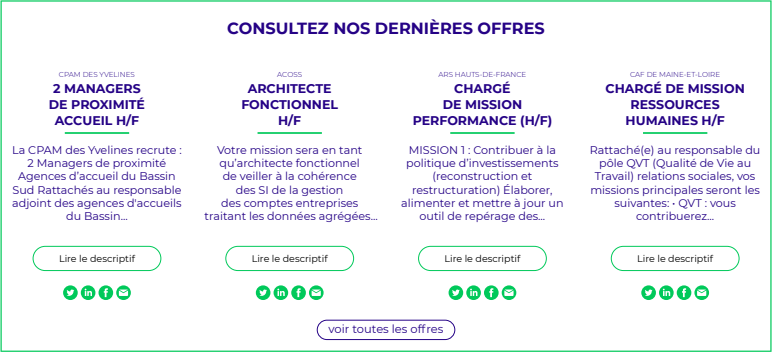 CONSULTEZ NOS DERNIÈRES OFFRES
CPAM DES YVELINES
2 MANAGERS
DE PROXIMITÉ
ACCUEIL H/F
La CPAM des Yvelines recrute :
2 Managers de proximité
Agences d'accueil du Bassin
Sud Rattachés au responsable
adjoint des agences d'accueils
du Bassin...
Lire le descriptif
ACOSS
ARCHITECTE
FONCTIONNEL
H/F
Votre mission sera en tant
qu'architecte fonctionnel
de veiller à la cohérence
des SI de la gestion
des comptes entreprises
traitant les données agrégées...
Lire le descriptif
ARS HAUTS-DE-FRANCE
CHARGÉ
DE MISSION
PERFORMANCE (H/F)
MISSION 1 : Contribuer à la
politique d'investissements
(reconstruction et
restructuration) Élaborer,
alimenter et mettre à jour un
outil de repérage des...
Lire le descriptif
CAF DE MAINE-ET-LOIRE
CHARGÉ DE MISSION
RESSOURCES
HUMAINES H/F
Rattaché(e) au responsable du
pôle QVT (Qualité de Vie au
Travail) relations sociales, vos
missions principales seront les
suivantes: • QVT : vous
contribuerez...
Lire le descriptif
voir toutes les offres